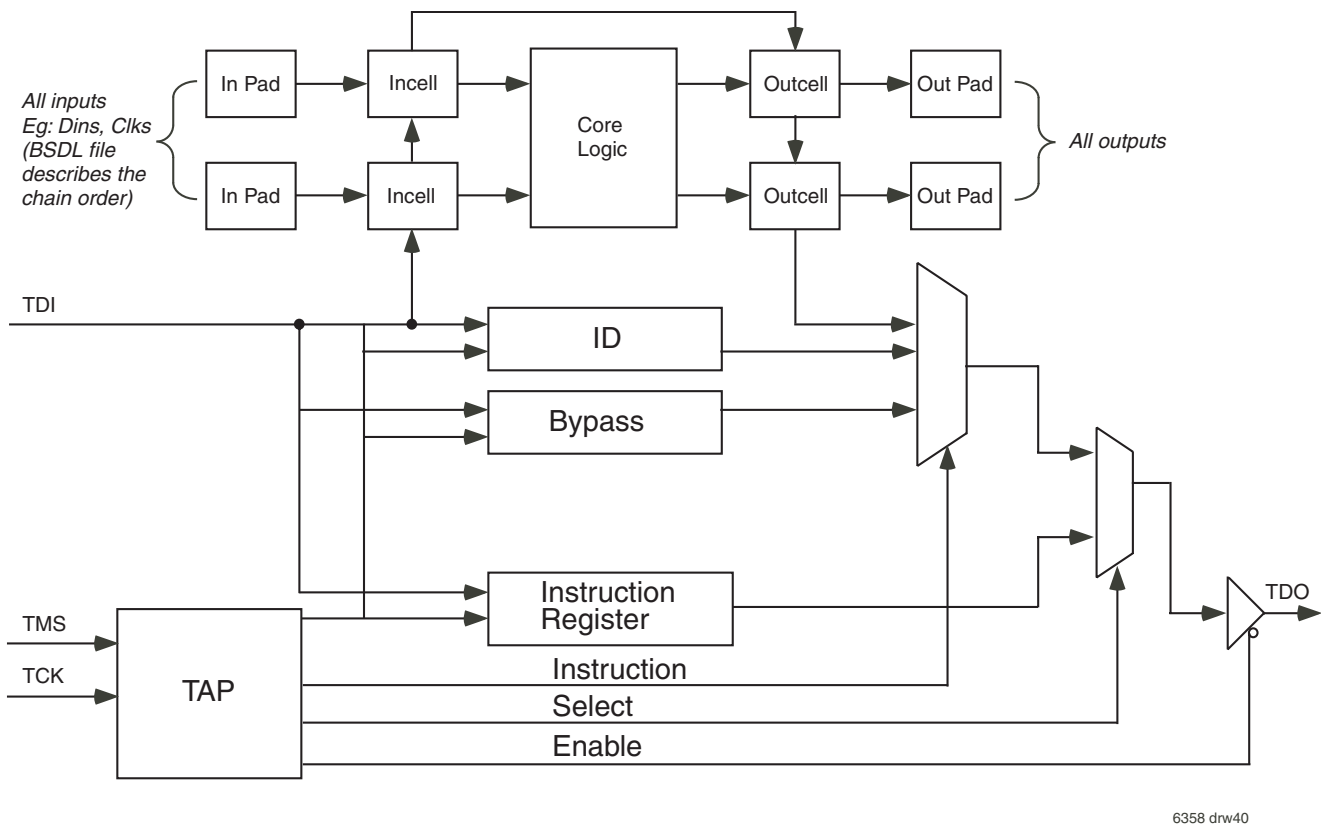 In Pad
Incell
Outcell
Out Pad
All inputs
Eg: Dins, Clks
(BSDL file
describes the
chain order)
Core
Logic
All outputs
In Pad
Incell
Outcell
Out Pad
TDI
ID
Bypass
Instruction
Register
TMS
TCK
TAP
TDO
Instruction
Select
Enable
6358 drw40